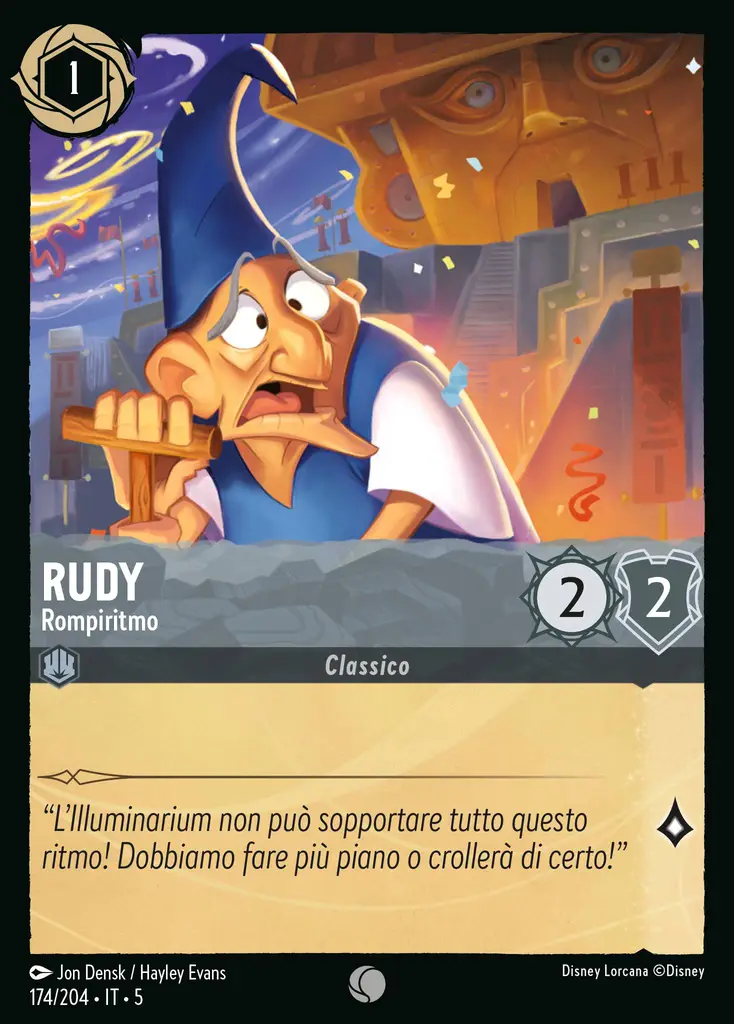 1
RUDY
Rompiritmo
2
2
Classico
“L’Illuminarium non può sopportare tutto questo
ritmo! Dobbiamo fare più piano o crollerà di certo!”
Jon Densk / Hayley Evans
Disney Lorcana ©Disney
174/204 • IT • 5